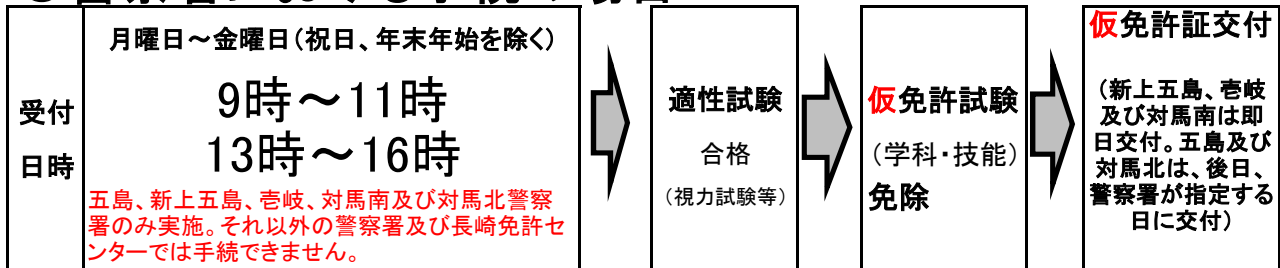 受付
日時
月曜日～金曜日(祝日、年末年始を除く)
9時～11時
13時～16時
五島、新上五島、壱岐、対馬南及び対馬北警察
署のみ実施。それ以外の警察署及び長崎免許セ
ンターでは手続できません。
適性試験
合格
(視力試験等)
仮免許試験
(学科・技能)
免除
仮免許証交付
(新上五島、壱岐
及び対馬南は即
日交付。五島及び
対馬北は、後日、
警察署が指定する
日に交付)